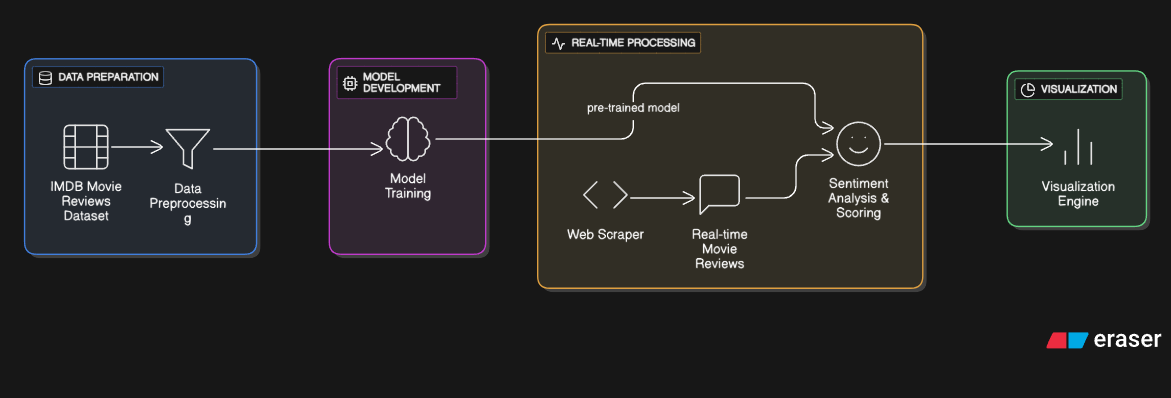 DATA PREPARATION
IMDB Movie
Reviews
Dataset
Data
Preprocessin
g
MODEL
DEVELOPMENT
Model
Training
REAL-TIME PROCESSING
pre-trained model
Web Scraper
Real-time
Movie
Reviews
Sentiment
Analysis &
Scoring
VISUALIZATION
Visualization
Engine
eraser